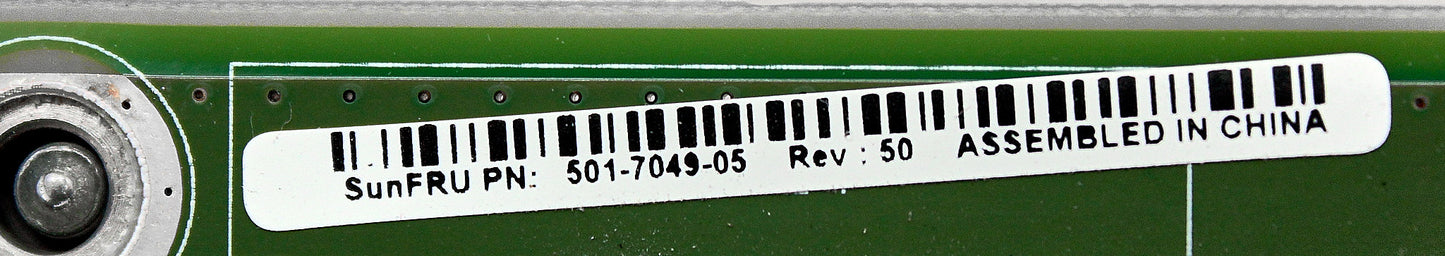 SunFRU PN: 501-7049-05 Rev : 50 ASSEMBLED IN CHINA